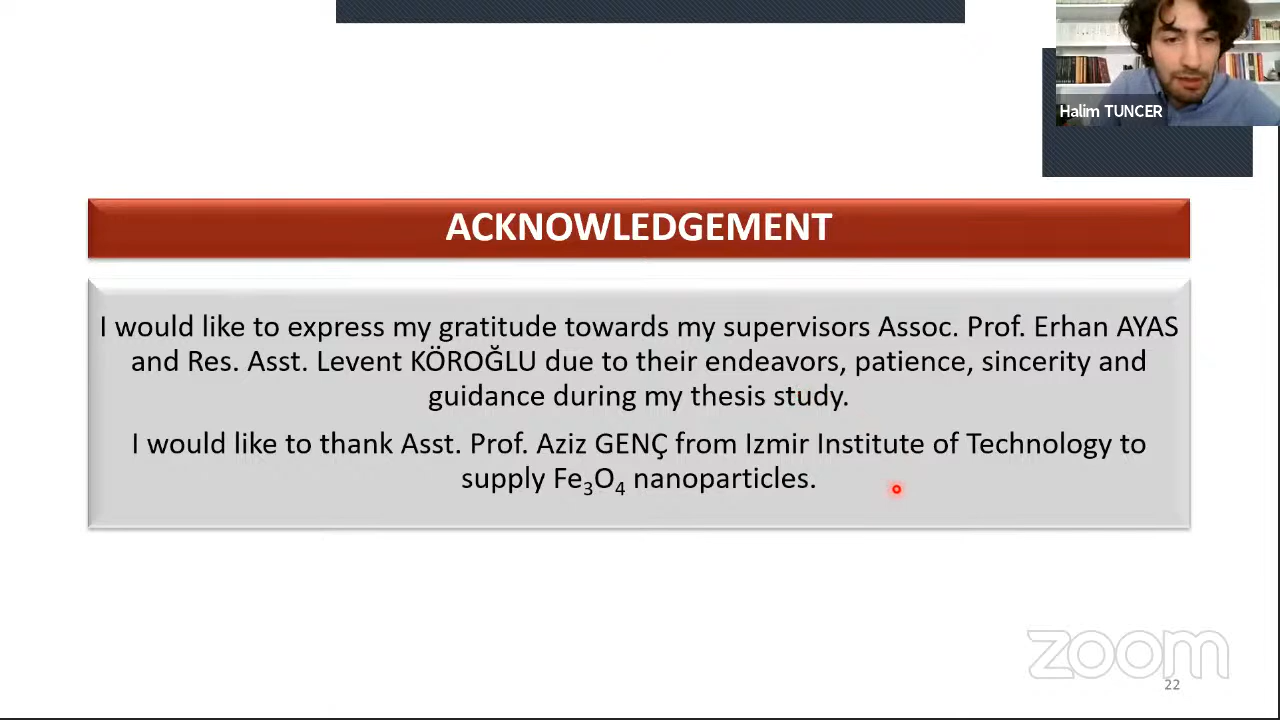 Halim TUNCER
ACKNOWLEDGEMENT
I would like to express my gratitude towards my supervisors Assoc. Prof. Erhan AYAS
and Res. Asst. Levent KÖROĞLU due to their endeavors, patience, sincerity and
guidance during my thesis study.
I would like to thank Asst. Prof. Aziz GENÇ from Izmir Institute of Technology to
supply Fe₃O₄ nanoparticles.
zoom
22